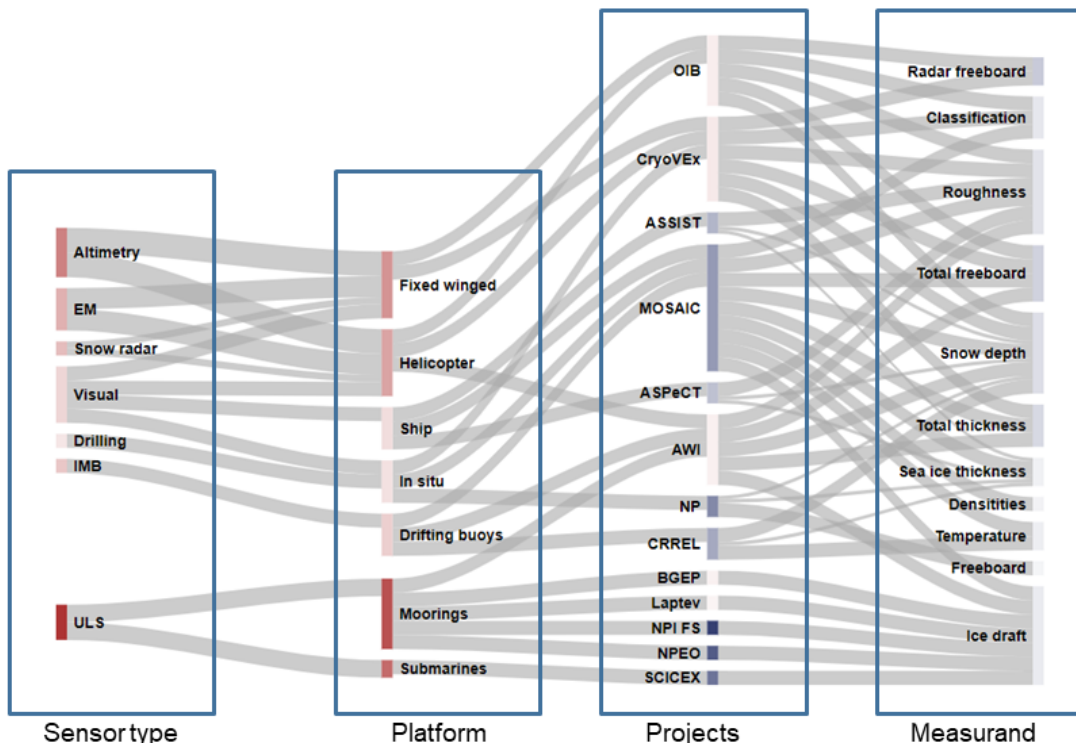 Altimetry
EM
Snow radar
Visual
Drilling
IMB
ULS
Sensor type
Fixed winged
Helicopter
Ship
In situ
Drifting buoys
Moorings
Submarines
Platform
OIB
CryoVEx
ASSIST
MOSAIC
ASPeCT
AWI
NP
CRREL
BGEP
Laptev
NPI FS
NPEO
SCICEX
Projects
Radar freeboard
Classification
Roughness
Total freeboard
Snow depth
Total thickness
Sea ice thickness
Densitities
Temperature
Freeboard
Ice draft
Measurand